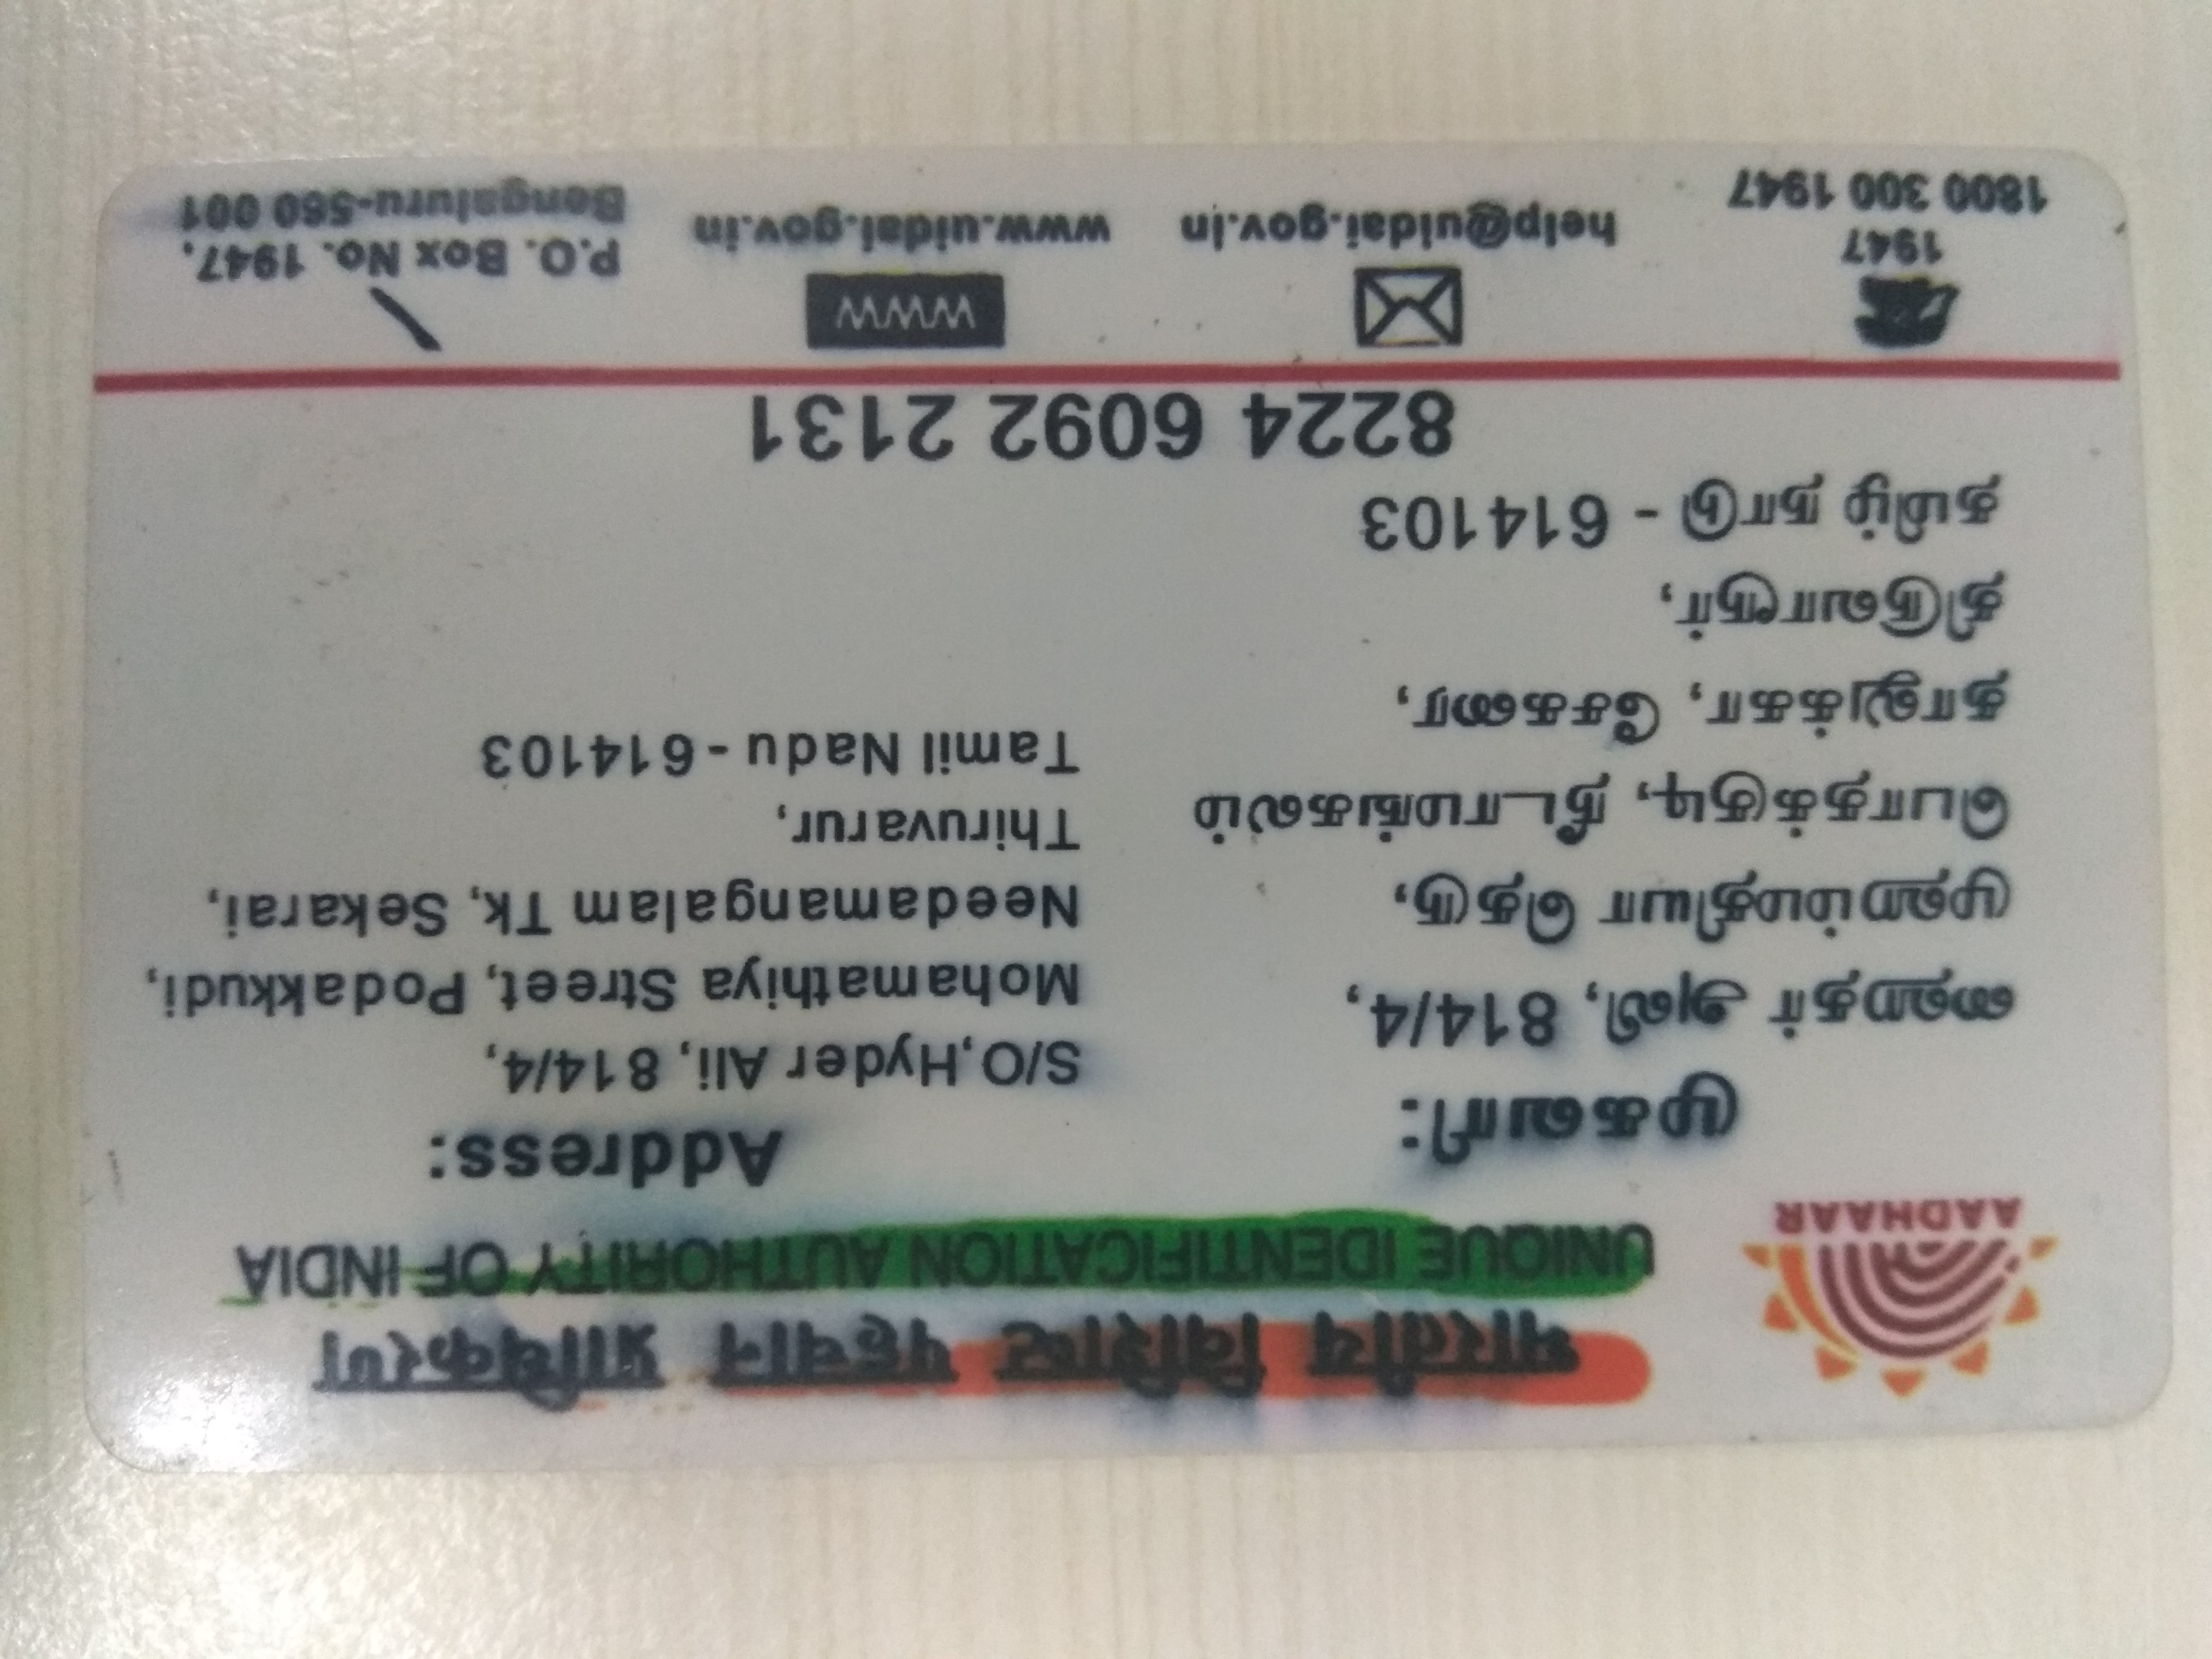 भारतीय विशिष्ट पहचान प्राधिकरण
UNIQUE IDENTIFICATION AUTHORITY OF INDIA
AADHAAR
முகவரி:
ஹைதர் அலி, 814/4,
முஹம்மதியா தெரு,
பொதக்குடி, நீடாமங்கலம்
தாலுக்கா, சேகரை,
திருவாரூர்,
தமிழ் நாடு - 614103
Address:
S/O,Hyder Ali, 814/4,
Mohamathiya Street, Podakkudi,
Needamangalam Tk, Sekarai,
Thiruvarur,
Tamil Nadu - 614103
8224 6092 2131
1947
1800 300 1947
help@uidai.gov.in
WWW
www.uidai.gov.in
P.O. Box No. 1947,
Bengaluru-560 001